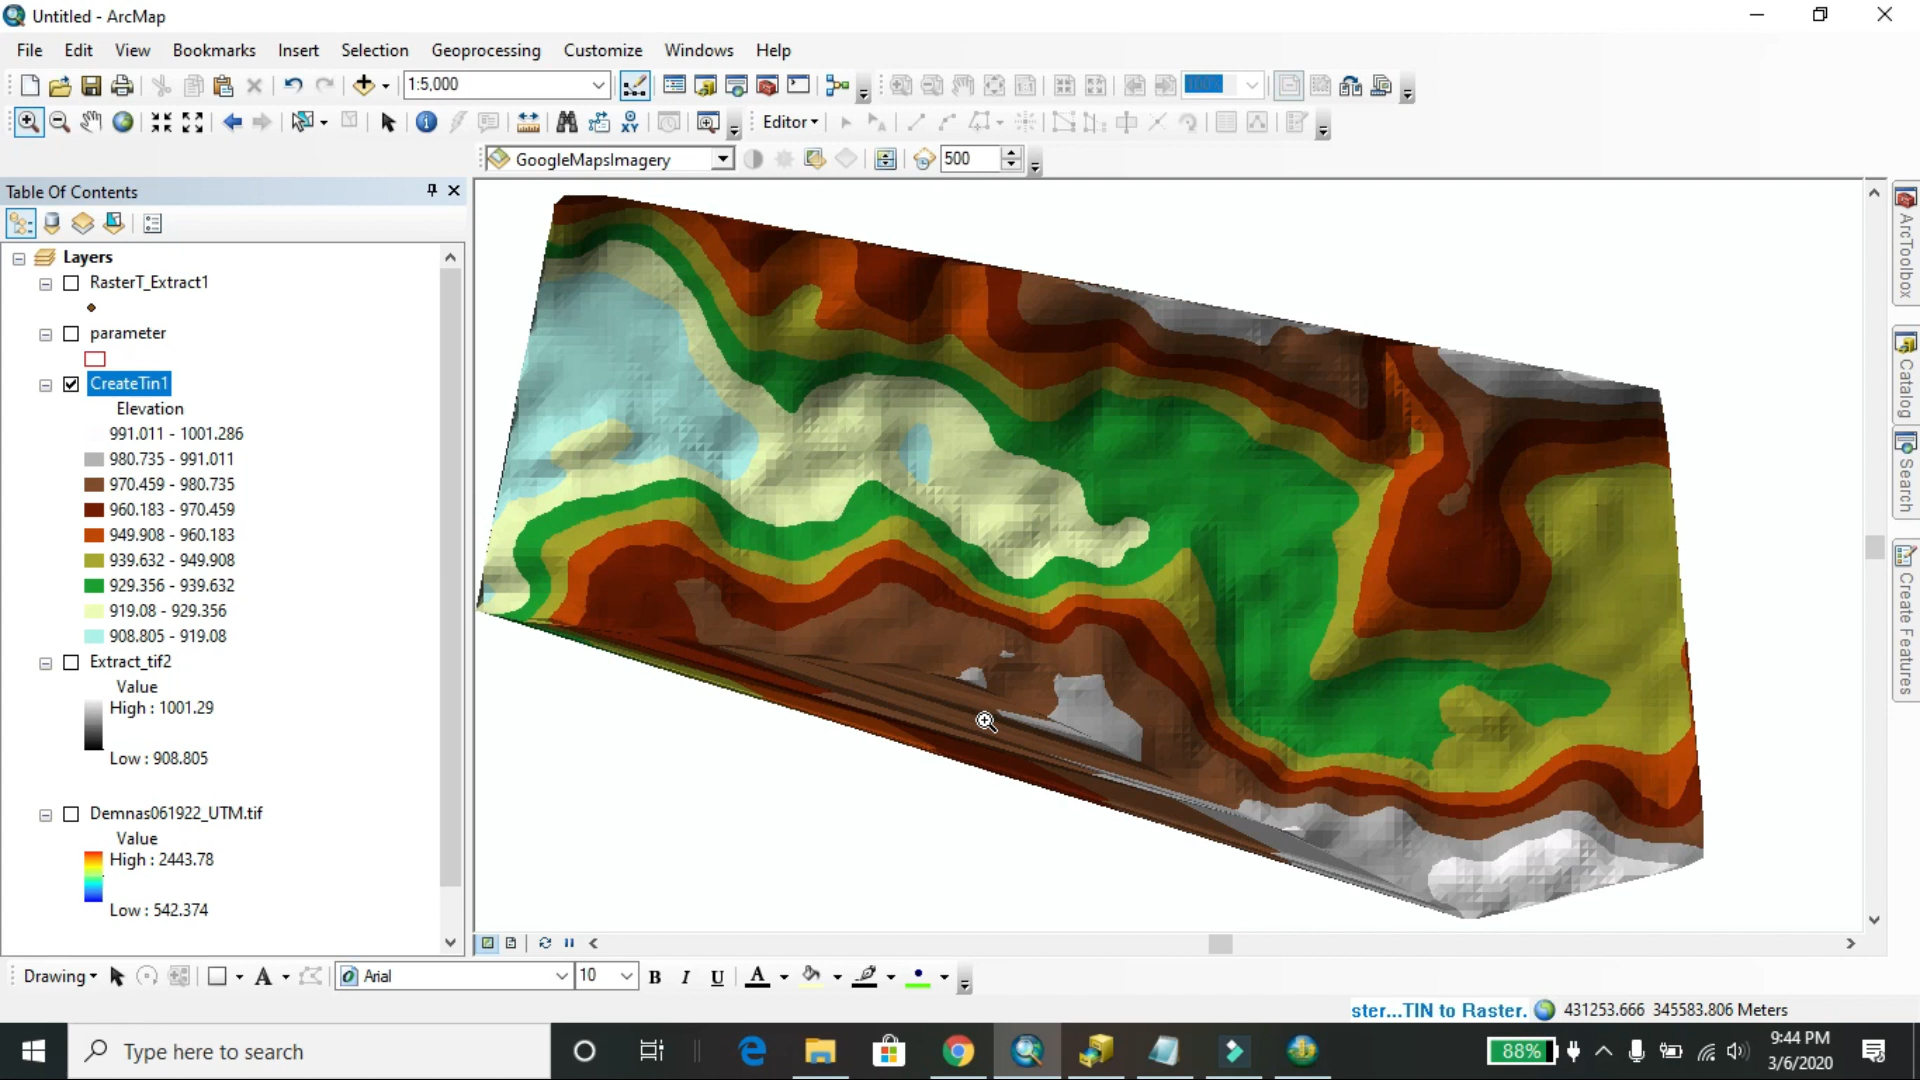 Untitled - ArcMap
File Edit View Bookmarks Insert Selection Geoprocessing Customize Windows Help
1:5,000
Editor
GoogleMapsImagery 500
Table Of Contents
Layers
RasterT_Extract1
parameter
CreateTin1
Elevation
991.011 - 1001.286
980.735 - 991.011
970.459 - 980.735
960.183 - 970.459
949.908 - 960.183
939.632 - 949.908
929.356 - 939.632
919.08 - 929.356
908.805 - 919.08
Extract_tif2
Value
High : 1001.29
Low : 908.805
Demnas061922_UTM.tif
Value
High : 2443.78
Low : 542.374
ArcToolbox
Catalog
Search
Create Features
Drawing A Arial 10 B I U A
ster...TIN to Raster. 431253.666 345583.806 Meters
Type here to search
88%
9:44 PM
3/6/2020